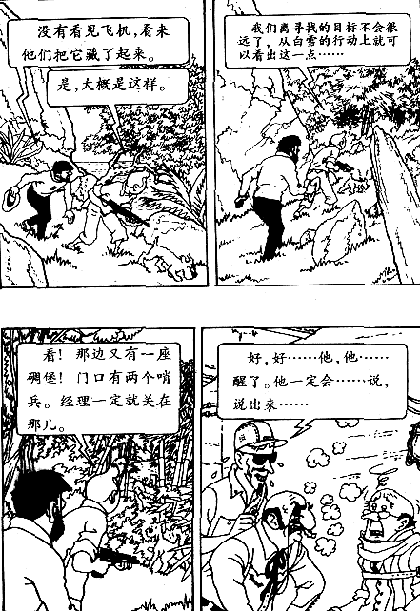 没有看见飞机，看来
他们把它藏了起来。
是，大概是这样。
我们离寻找的目标不会很
远了，从白雪的行动上就可
以看出这一点……
看！那边又有一座
碉堡！门口有两个哨
兵。经理一定就关在
那儿。
好，好……他，他……
醒了。他一定会……说，
说出来……